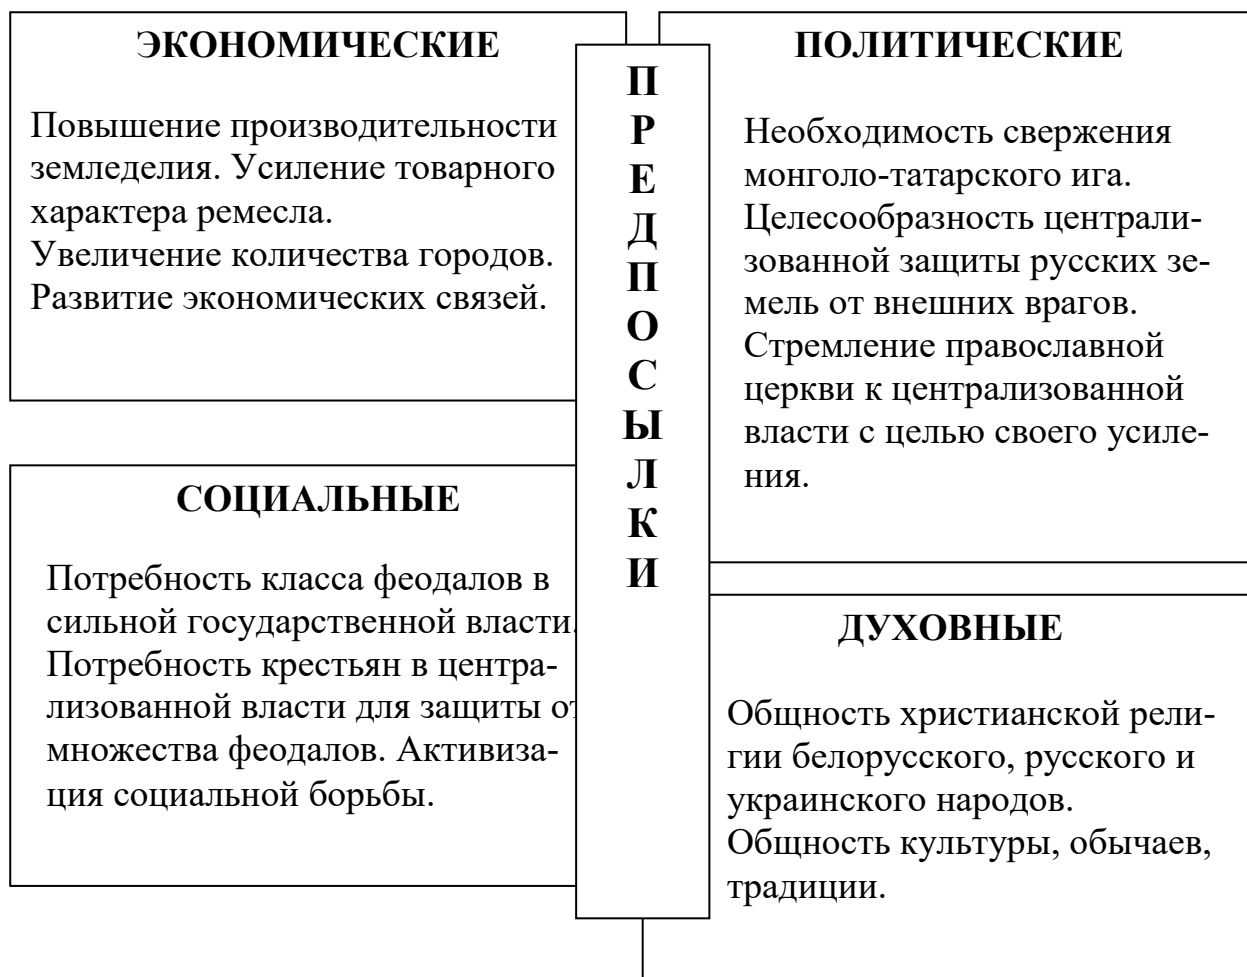 ЭКОНОМИЧЕСКИЕ
Повышение производительности
земледелия. Усиление товарного
характера ремесла.
Увеличение количества городов.
Развитие экономических связей.
СОЦИАЛЬНЫЕ
Потребность класса феодалов в
сильной государственной власти.
Потребность крестьян в центра-
лизованной власти для защиты от
множества феодалов. Активиза-
ция социальной борьбы.
П
Р
Е
Д
П
О
С
Ы
Л
К
И
ПОЛИТИЧЕСКИЕ
Необходимость свержения
монголо-татарского ига.
Целесообразность централи-
зованной защиты русских зе-
мель от внешних врагов.
Стремление православной
церкви к централизованной
власти с целью своего усиле-
ния.
ДУХОВНЫЕ
Общность христианской рели-
гии белорусского, русского и
украинского народов.
Общность культуры, обычаев,
традиции.